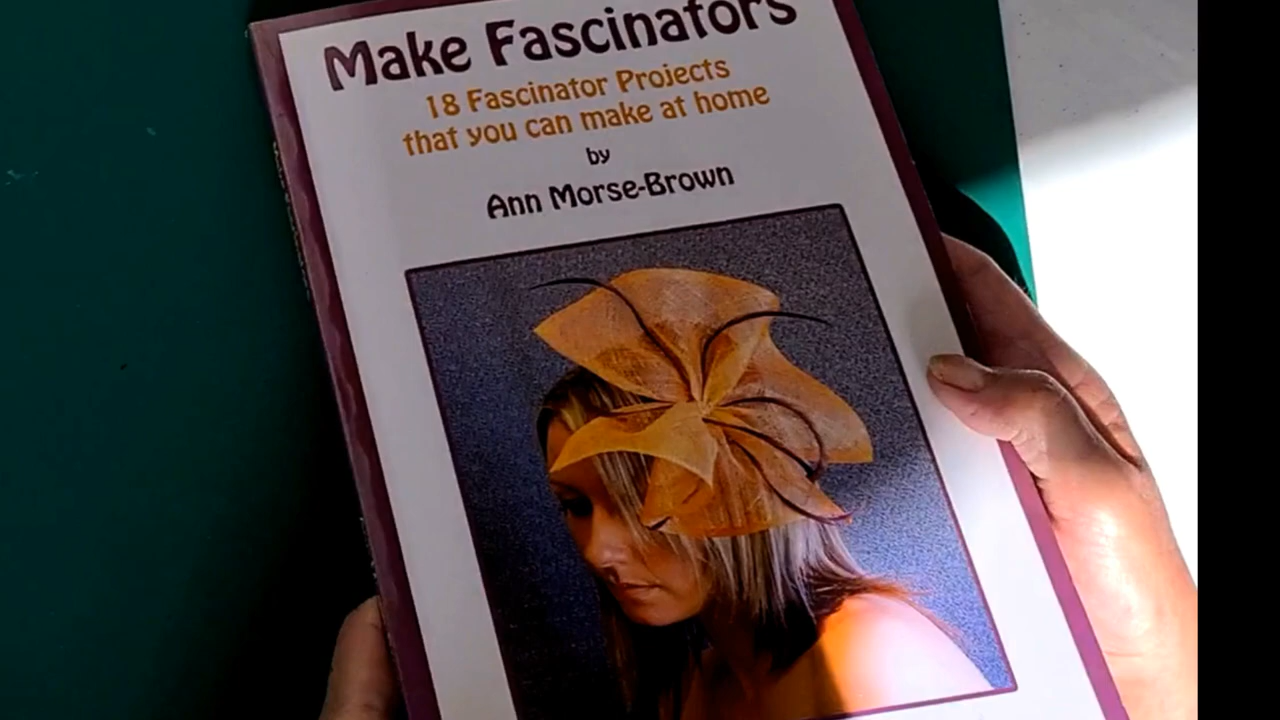 Make Fascinators
18 Fascinator Projects
that you can make at home
by
Ann Morse-Brown